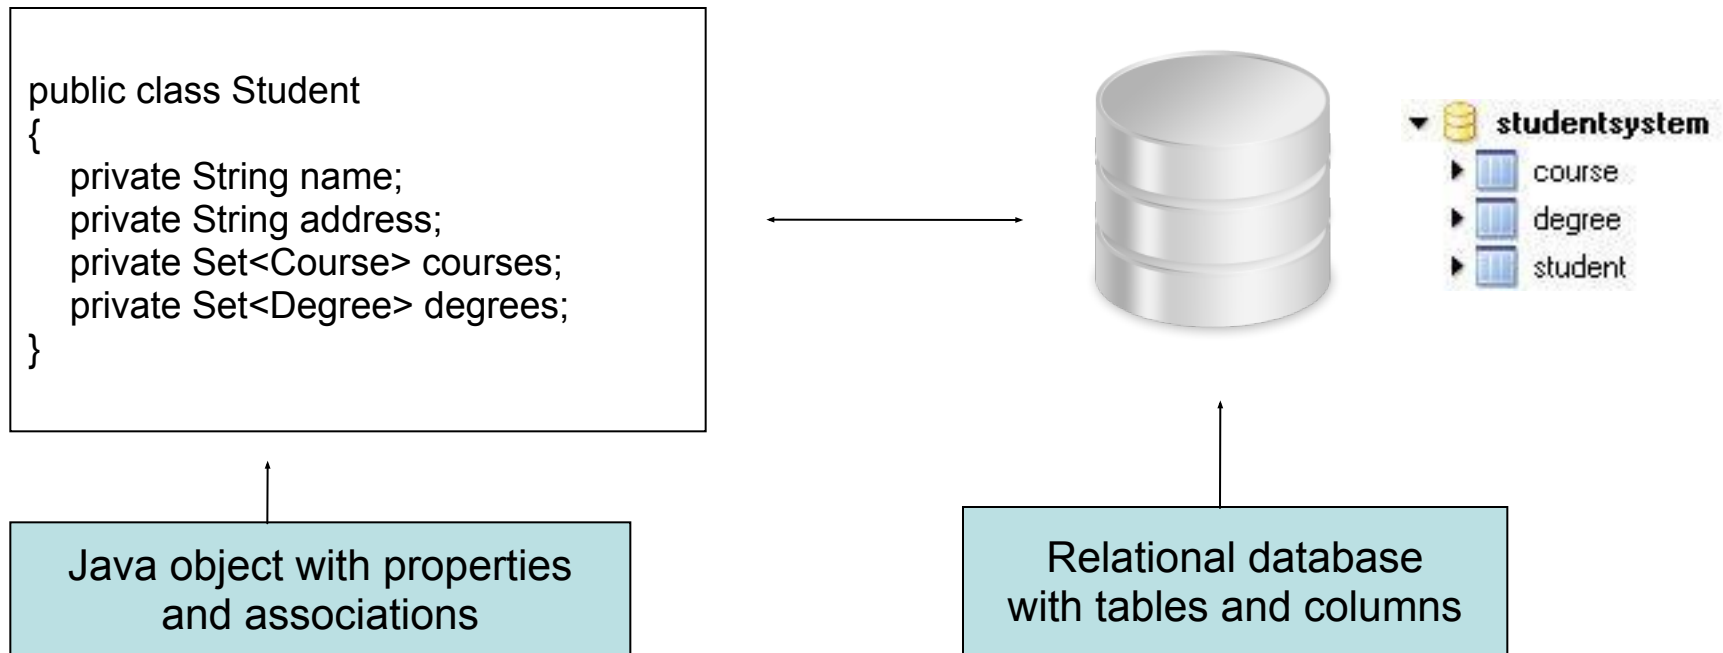 public class Student
{
private String name;
private String address;
private Set<Course> courses;
private Set<Degree> degrees;
}
studentsystem
course
degree
student
Java object with properties
and associations
Relational database
with tables and columns